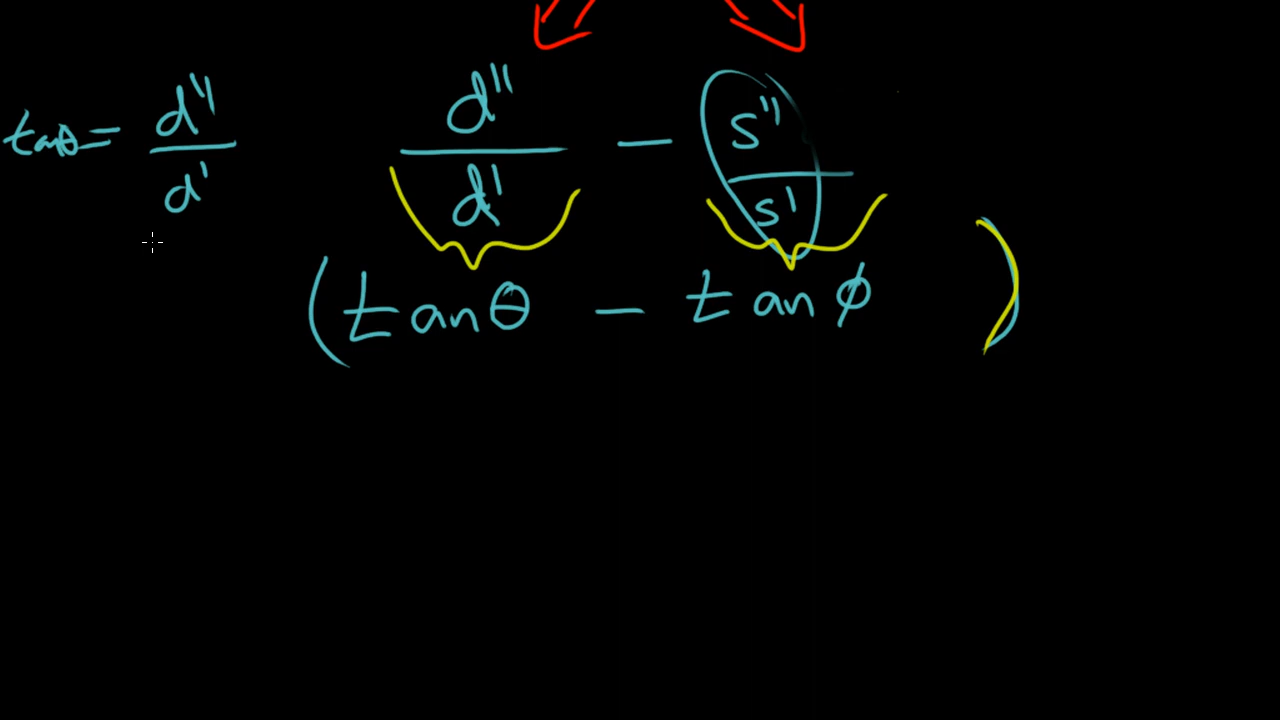 tanθ = d''/d'
d''/d' − s''/s'
(tanθ − tanϕ)